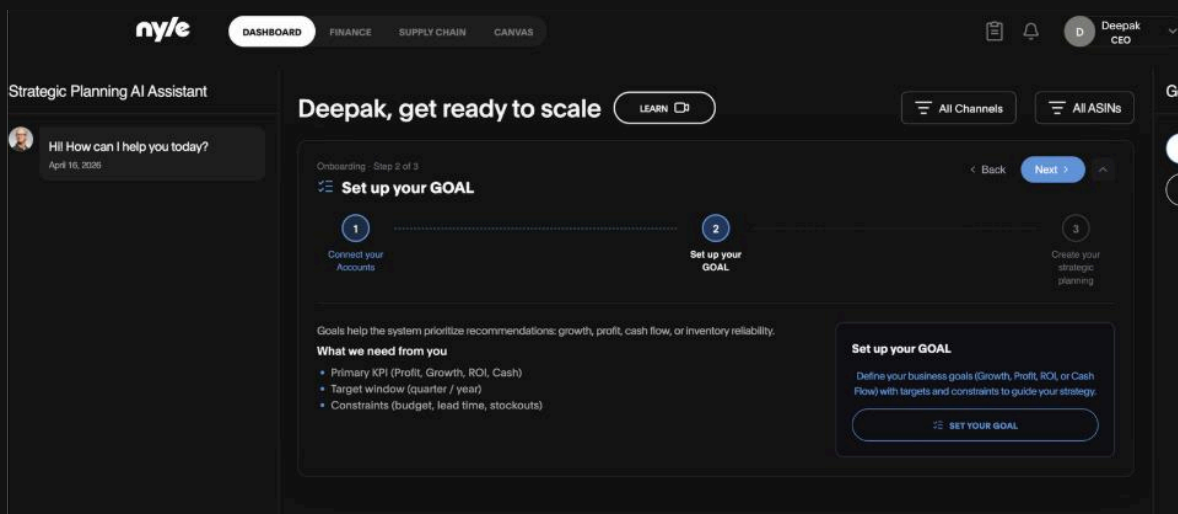 nyle
DASHBOARD
FINANCE
SUPPLY CHAIN
CANVAS
D
Deepak
CEO
Strategic Planning AI Assistant
Hi! How can I help you today?
April 16, 2026
Deepak, get ready to scale
LEARN
All Channels
All ASINs
Onboarding - Step 2 of 3
Set up your GOAL
< Back
Next >
1
Connect your
Accounts
2
Set up your
GOAL
3
Create your
strategic
planning
Goals help the system prioritize recommendations: growth, profit, cash flow, or inventory reliability.
What we need from you
• Primary KPI (Profit, Growth, ROI, Cash)
• Target window (quarter / year)
• Constraints (budget, lead time, stockouts)
Set up your GOAL
Define your business goals (Growth, Profit, ROI, or Cash
Flow) with targets and constraints to guide your strategy.
SET YOUR GOAL